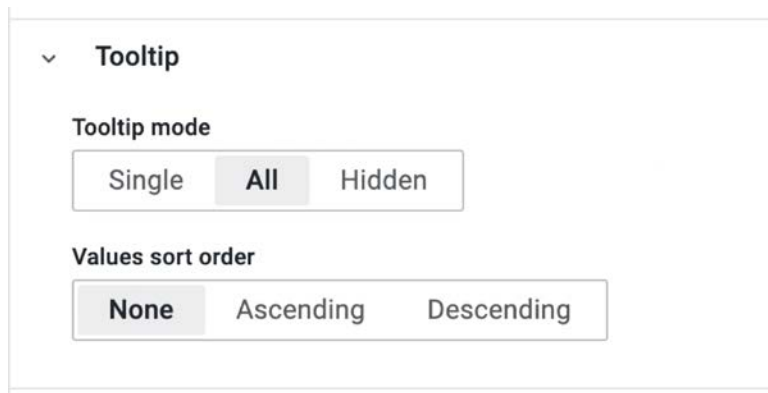 Tooltip
Tooltip mode
Single All Hidden
Values sort order
None Ascending Descending